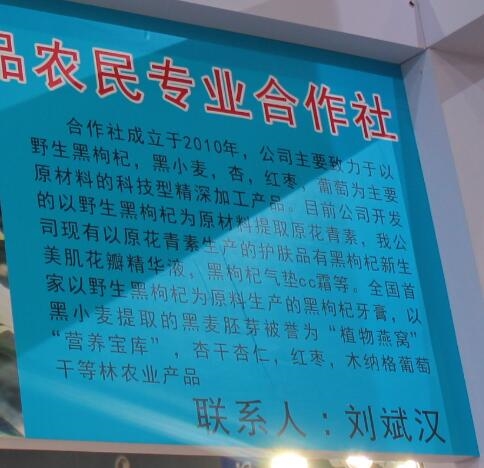 品农民专业合作社
合作社成立于2010年，公司主要致力于以
野生黑枸杞，黑小麦，杏，红枣，葡萄为主要
原材料的科技型精深加工产品。目前公司开发
的以野生黑枸杞为原材料提取原花青素，我公
司现有以原花青素生产的护肤品有黑枸杞新生
美肌花瓣精华液，黑枸杞气垫cc霜等。全国首
家以野生黑枸杞为原料生产的黑枸杞牙膏，以
黑小麦提取的黑麦胚芽被誉为“植物燕窝”
“营养宝库”，杏干杏仁，红枣，木纳格葡萄
干等林农业产品
联系人：刘斌汉